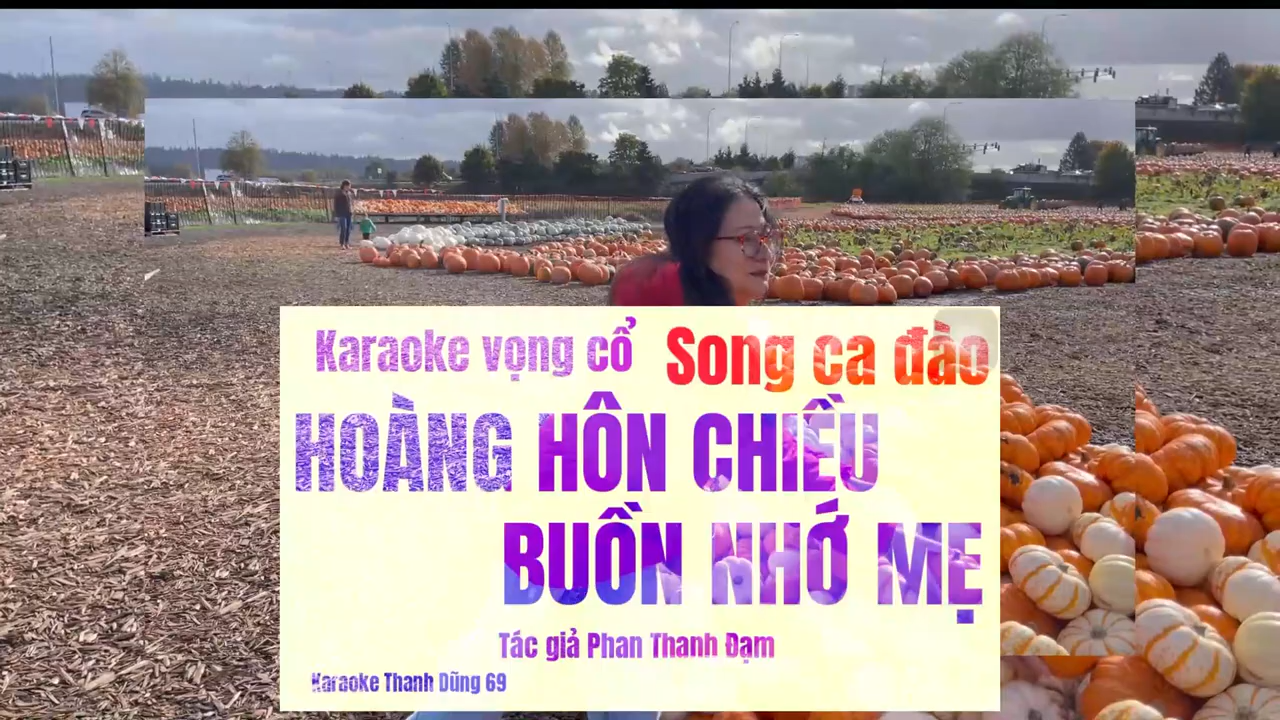 Karaoke vọng cổ Song ca đào
HOÀNG HÔN CHIỀU
BUỒN NHỚ MẸ
Tác giả Phan Thanh Đạm
Karaoke Thanh Dũng 69